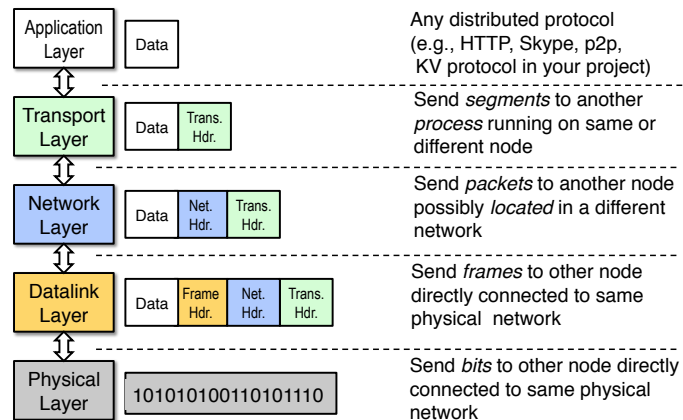 Application
Layer
Data
Any distributed protocol
(e.g., HTTP, Skype, p2p,
KV protocol in your project)
Transport
Layer
Data
Trans.
Hdr.
Send segments to another
process running on same or
different node
Network
Layer
Data
Net.
Hdr.
Trans.
Hdr.
Send packets to another node
possibly located in a different
network
Datalink
Layer
Data
Frame
Hdr.
Net.
Hdr.
Trans.
Hdr.
Send frames to other node
directly connected to same
physical network
Physical
Layer
101010100110101110
Send bits to other node directly
connected to same physical
network